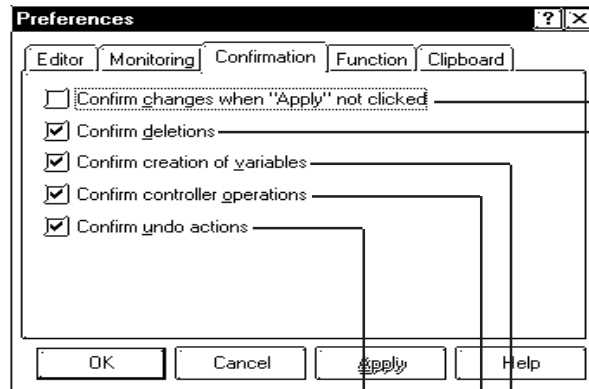 Preferences
Editor Monitoring Confirmation Function Clipboard
Confirm changes when "Apply" not clicked
Confirm deletions
Confirm creation of variables
Confirm controller operations
Confirm undo actions
OK Cancel Apply Help